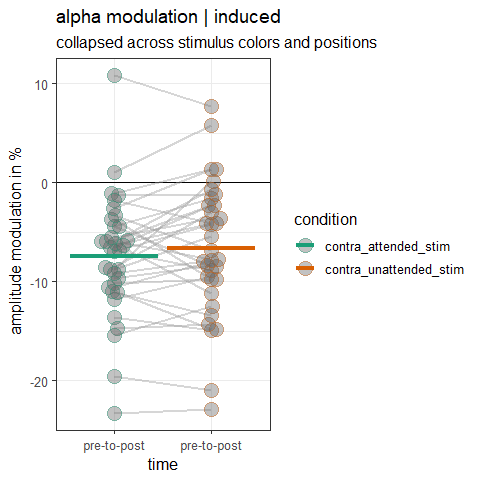 alpha modulation | induced
collapsed across stimulus colors and positions
amplitude modulation in %
10
0
-10
-20
pre-to-post pre-to-post
time
condition
contra_attended_stim
contra_unattended_stim